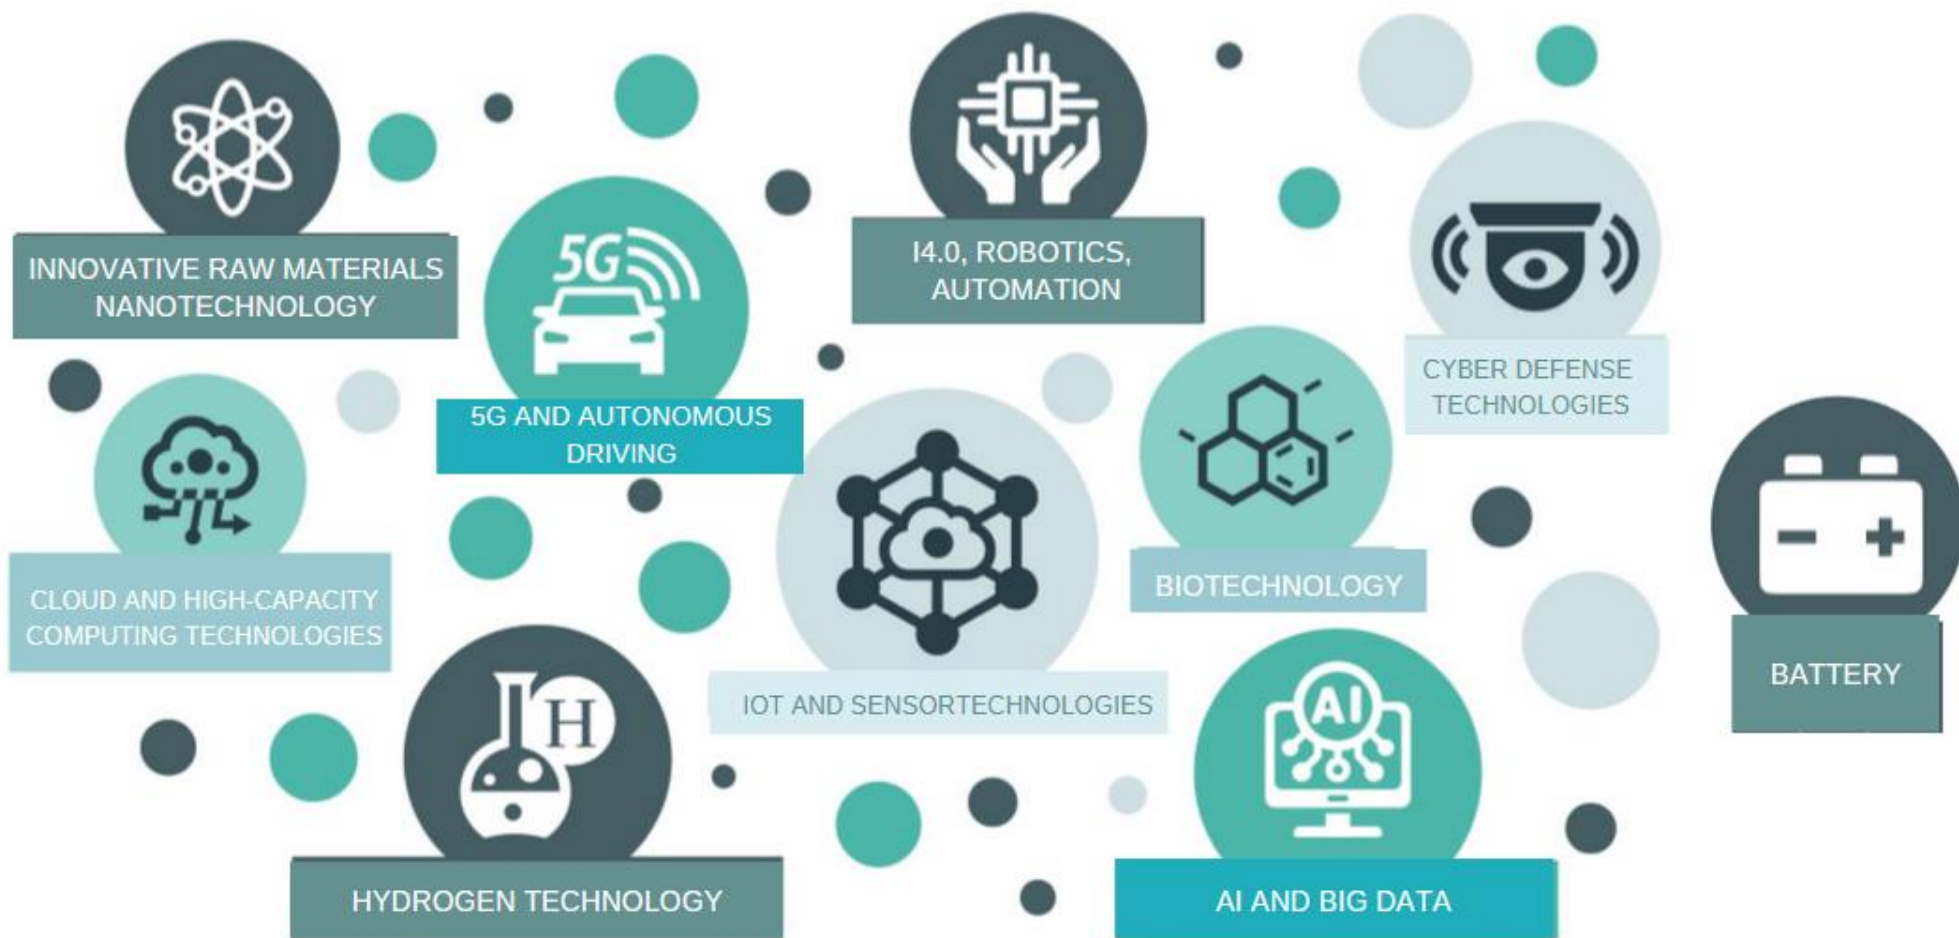 INNOVATIVE RAW MATERIALS
NANOTECHNOLOGY
5G
5G AND AUTONOMOUS
DRIVING
I4.0, ROBOTICS,
AUTOMATION
CYBER DEFENSE
TECHNOLOGIES
CLOUD AND HIGH-CAPACITY
COMPUTING TECHNOLOGIES
IOT AND SENSORTECHNOLOGIES
BIOTECHNOLOGY
BATTERY
H
HYDROGEN TECHNOLOGY
AI
AI AND BIG DATA